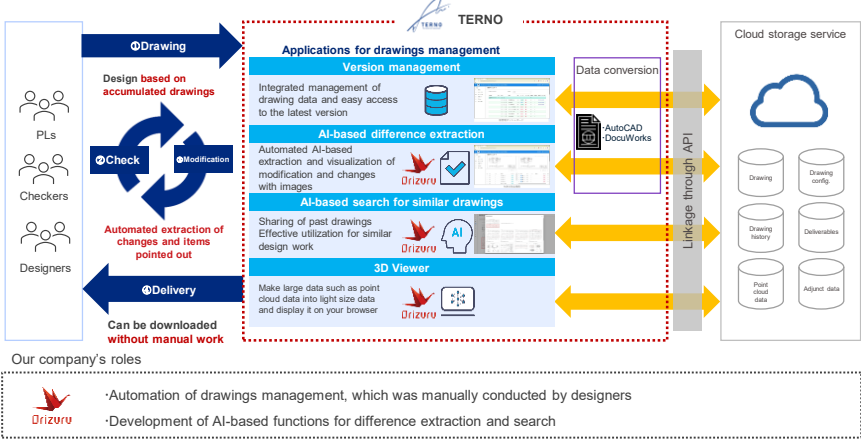 TERNO
TERNO
Cloud storage service
①Drawing
Applications for drawings management
Version management
Design based on
accumulated drawings
Integrated management of
drawing data and easy access
to the latest version
Data conversion
・AutoCAD
・DocuWorks
PLs
AI-based difference extraction
②Check
③Modification
Automated AI-based
extraction and visualization of
modification and changes
with images
Orizuru
Checkers
Drawing
Drawing
config.
AI-based search for similar drawings
Automated extraction of
changes and items
pointed out
Sharing of past drawings
Effective utilization for similar
design work
Orizuru
AI
Linkage through API
Drawing
history
Deliverables
Designers
3D Viewer
④Delivery
Make large data such as point
cloud data into light size data
and display it on your browser
Orizuru
Point
cloud
data
Adjunct data
Can be downloaded
without manual work
Our company's roles
Orizuru
・Automation of drawings management, which was manually conducted by designers
・Development of AI-based functions for difference extraction and search